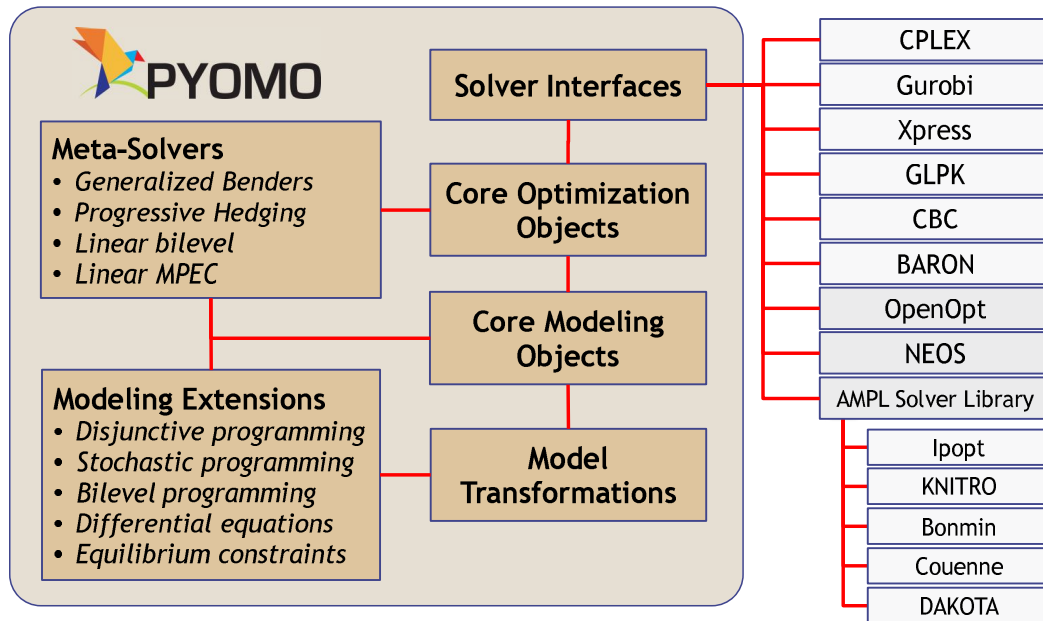 PYOMO
Solver Interfaces
Meta-Solvers
• Generalized Benders
• Progressive Hedging
• Linear bilevel
• Linear MPEC
Core Optimization
Objects
Core Modeling
Objects
Modeling Extensions
• Disjunctive programming
• Stochastic programming
• Bilevel programming
• Differential equations
• Equilibrium constraints
Model
Transformations
CPLEX
Gurobi
Xpress
GLPK
CBC
BARON
OpenOpt
NEOS
AMPL Solver Library
Ipopt
KNITRO
Bonmin
Couenne
DAKOTA